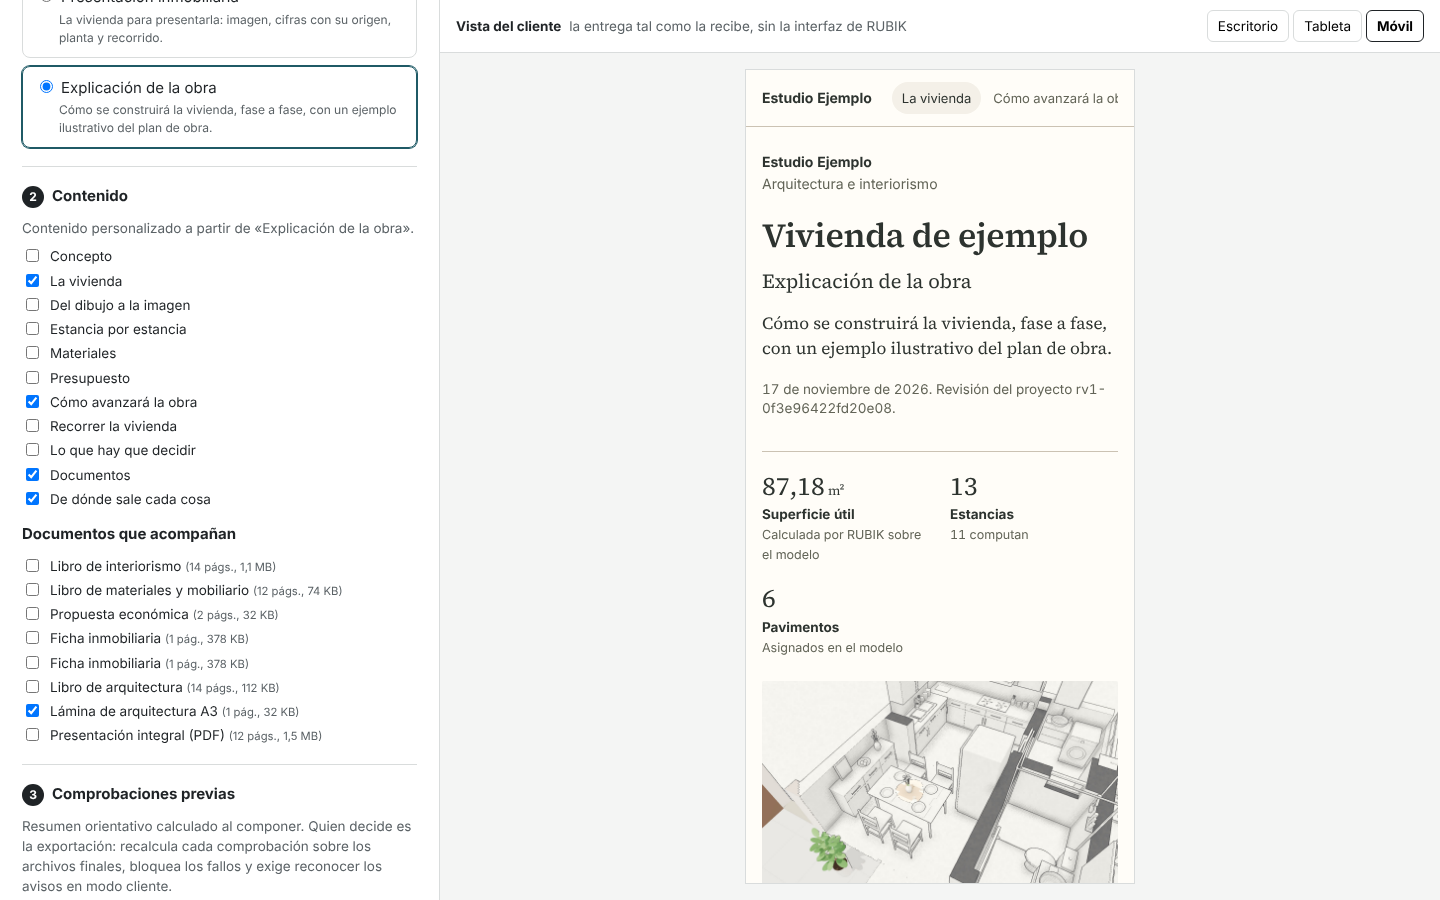 La vivienda para presentarla: imagen, cifras con su origen,
planta y recorrido.
Explicación de la obra
Cómo se construirá la vivienda, fase a fase, con un ejemplo
ilustrativo del plan de obra.
2 Contenido
Contenido personalizado a partir de «Explicación de la obra».
Concepto
La vivienda
Del dibujo a la imagen
Estancia por estancia
Materiales
Presupuesto
Cómo avanzará la obra
Recorrer la vivienda
Lo que hay que decidir
Documentos
De dónde sale cada cosa
Documentos que acompañan
Libro de interiorismo (14 págs., 1,1 MB)
Libro de materiales y mobiliario (12 págs., 74 KB)
Propuesta económica (2 págs., 32 KB)
Ficha inmobiliaria (1 pág., 378 KB)
Ficha inmobiliaria (1 pág., 378 KB)
Libro de arquitectura (14 págs., 112 KB)
Lámina de arquitectura A3 (1 pág., 32 KB)
Presentación integral (PDF) (12 págs., 1,5 MB)
3 Comprobaciones previas
Resumen orientativo calculado al componer. Quien decide es
la exportación: recalcula cada comprobación sobre los
archivos finales, bloquea los fallos y exige reconocer los
avisos en modo cliente.
Vista del cliente la entrega tal como la recibe, sin la interfaz de RUBIK
Escritorio Tableta Móvil
Estudio Ejemplo La vivienda Cómo avanzará la ob
Estudio Ejemplo
Arquitectura e interiorismo
Vivienda de ejemplo
Explicación de la obra
Cómo se construirá la vivienda, fase a fase,
con un ejemplo ilustrativo del plan de obra.
17 de noviembre de 2026. Revisión del proyecto rv1-
0f3e96422fd20e08.
87,18 m² 13
Superficie útil Estancias
Calculada por RUBIK sobre 11 computan
el modelo
6
Pavimentos
Asignados en el modelo